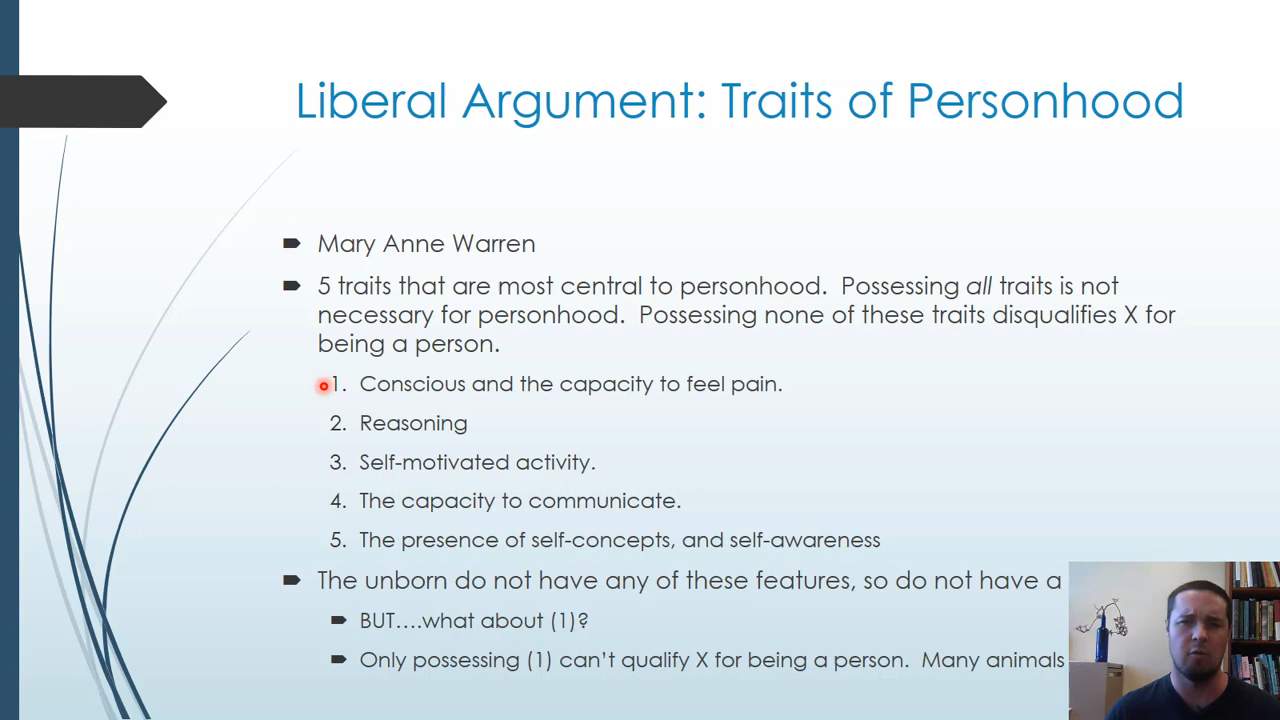 Liberal Argument: Traits of Personhood
Mary Anne Warren
5 traits that are most central to personhood. Possessing all traits is not
necessary for personhood. Possessing none of these traits disqualifies X for
being a person.
1. Conscious and the capacity to feel pain.
2. Reasoning
3. Self-motivated activity.
4. The capacity to communicate.
5. The presence of self-concepts, and self-awareness
The unborn do not have any of these features, so do not have a
BUT….what about (1)?
Only possessing (1) can’t qualify X for being a person. Many animals